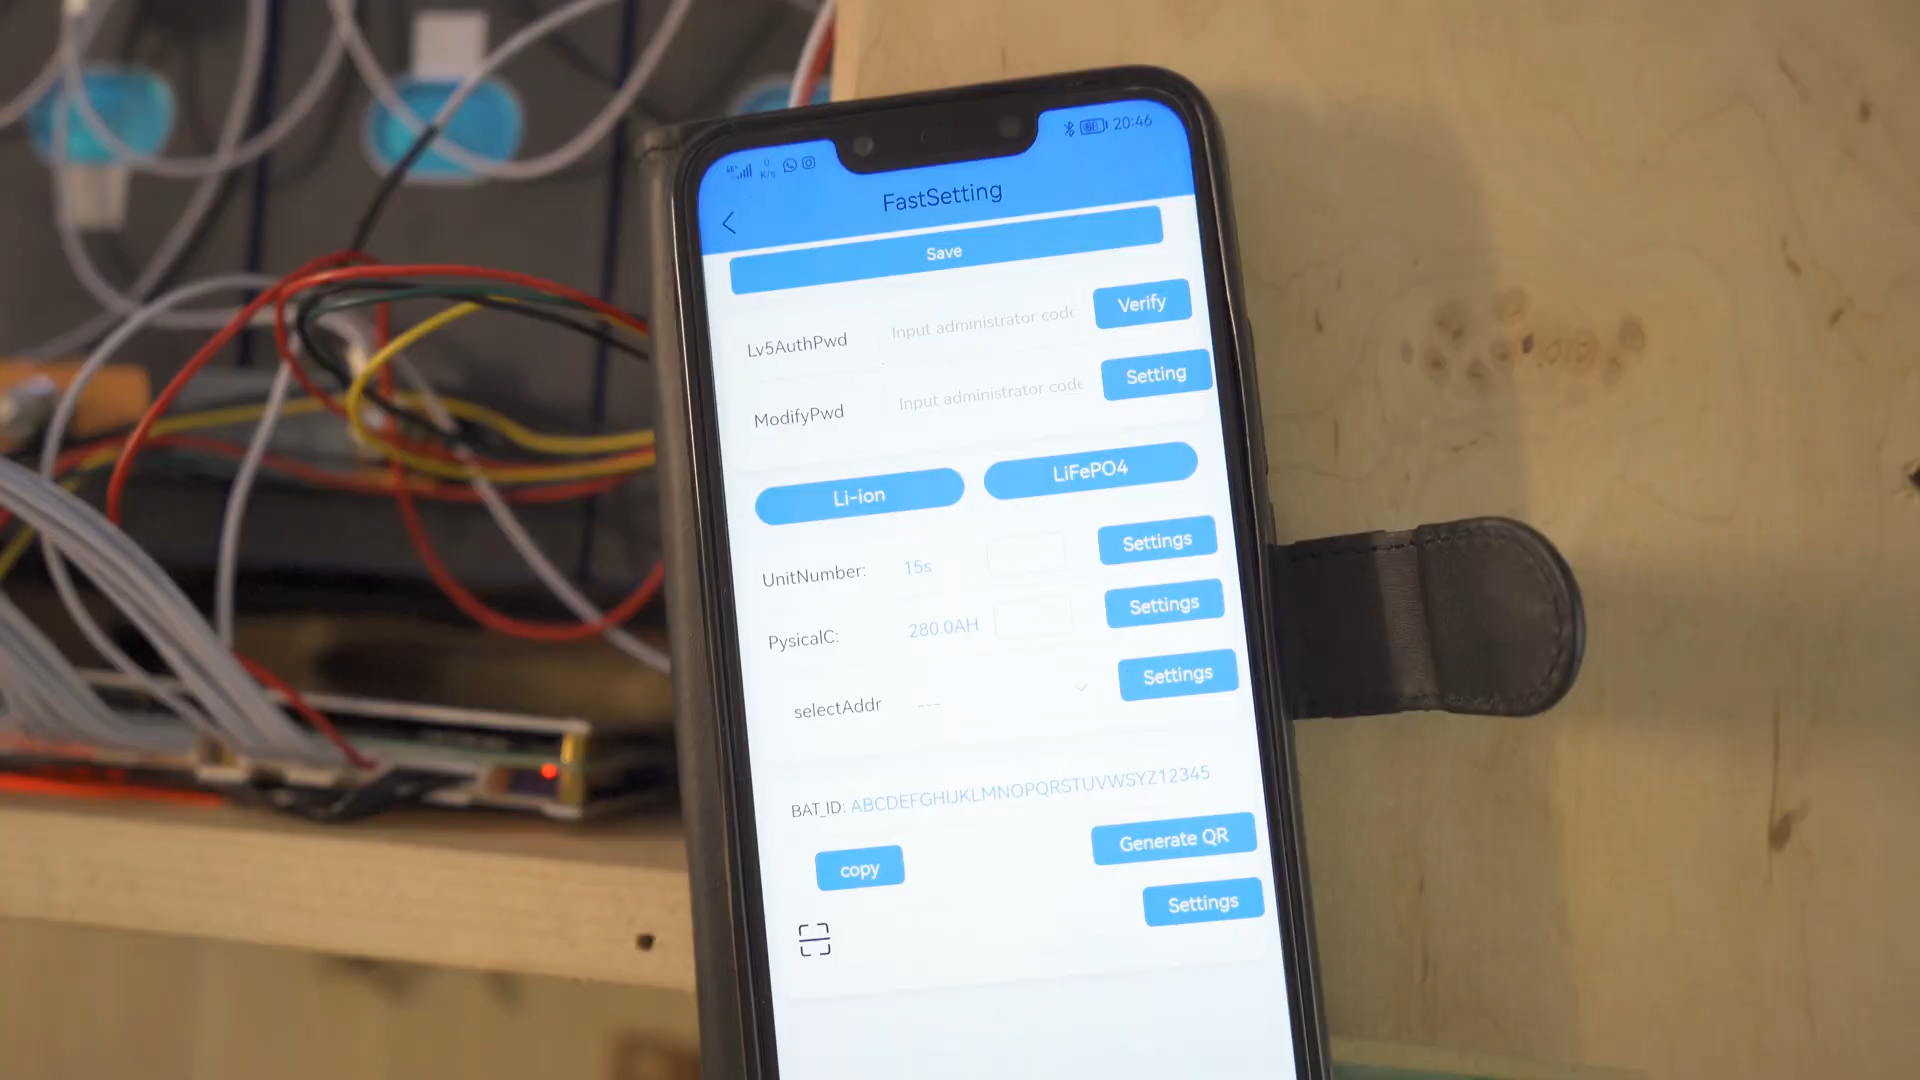 20:46
FastSetting
Save
Lv5AuthPwd Input administrator code Verify
ModifyPwd Input administrator code Setting
Li-ion LiFePO4
UnitNumber: 15s Settings
PysicalC: 280.0AH Settings
selectAddr --- Settings
BAT_ID: ABCDEFGHIJKLMNOPQRSTUVWSYZ12345
copy Generate QR
Settings